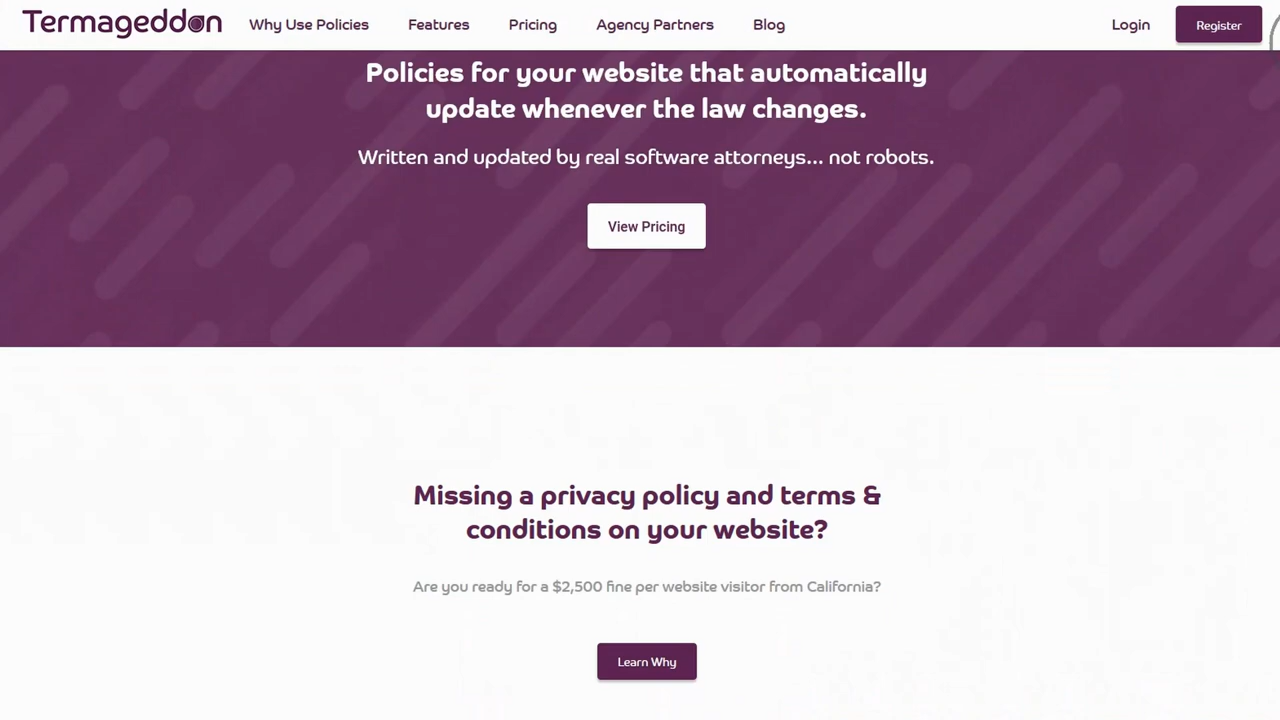 Termageddon Why Use Policies Features Pricing Agency Partners Blog Login Register
Policies for your website that automatically
update whenever the law changes.
Written and updated by real software attorneys... not robots.
View Pricing
Missing a privacy policy and terms &
conditions on your website?
Are you ready for a $2,500 fine per website visitor from California?
Learn Why